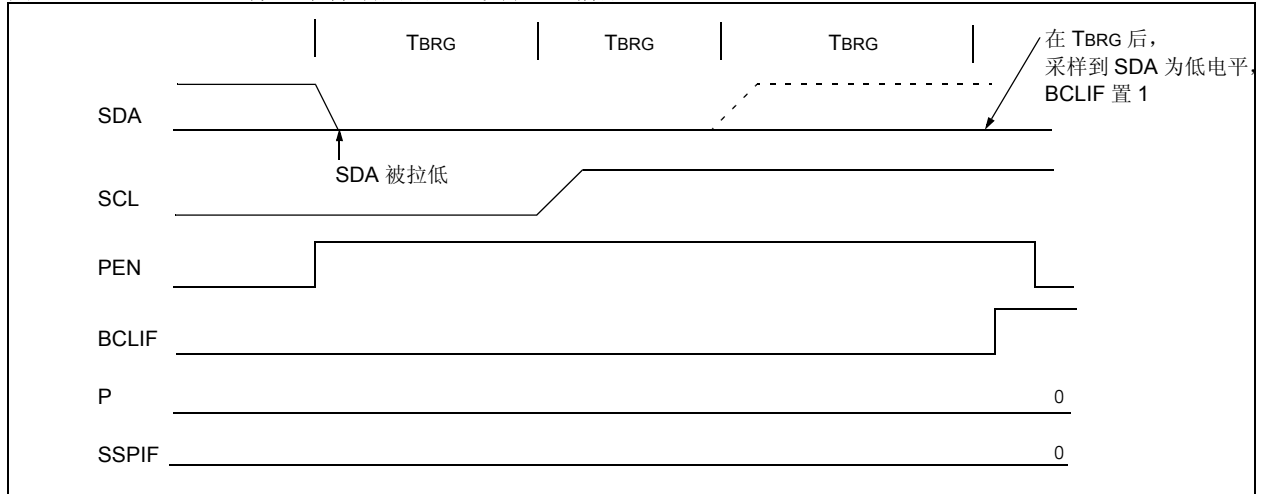 TBRG TBRG TBRG
在 TBRG 后，
采样到 SDA 为低电平，
BCLIF 置 1
SDA
SDA 被拉低
SCL
PEN
BCLIF
P
0
SSPIF
0